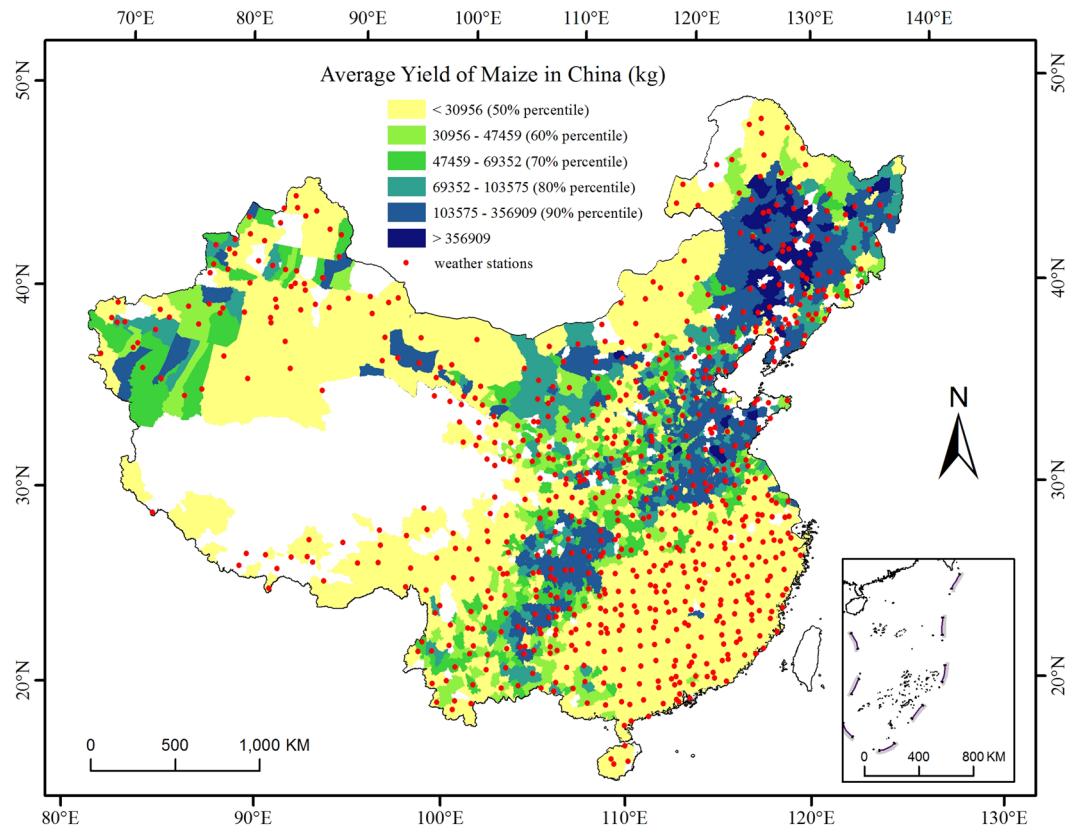 70°E 80°E 90°E 100°E 110°E 120°E 130°E 140°E
50°N 50°N
Average Yield of Maize in China (kg)
< 30956 (50% percentile)
30956 - 47459 (60% percentile)
47459 - 69352 (70% percentile)
69352 - 103575 (80% percentile)
103575 - 356909 (90% percentile)
> 356909
weather stations
40°N 40°N
N
30°N 30°N
20°N 20°N
0 500 1,000 KM
0 400 800 KM
80°E 90°E 100°E 110°E 120°E 130°E